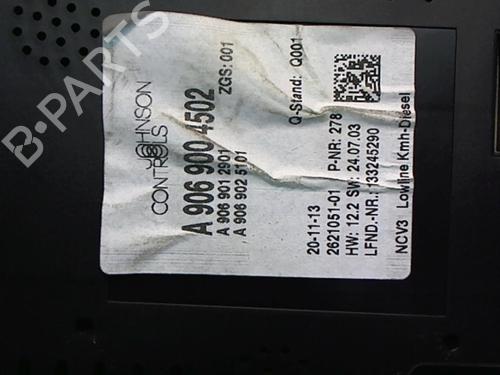 JOHNSON
CONTROLS
A 906 900 4502
A 906 901 2901 ZGS: 001
A 906 902 5101
Q-Stand: Q001
20-11-13
2621051-01 P-NR: 278
HW: 12.2 SW: 24.07.03
LFND.-NR.: 133245290
NCV3 Lowline Kmh-Diesel
B-PARTS